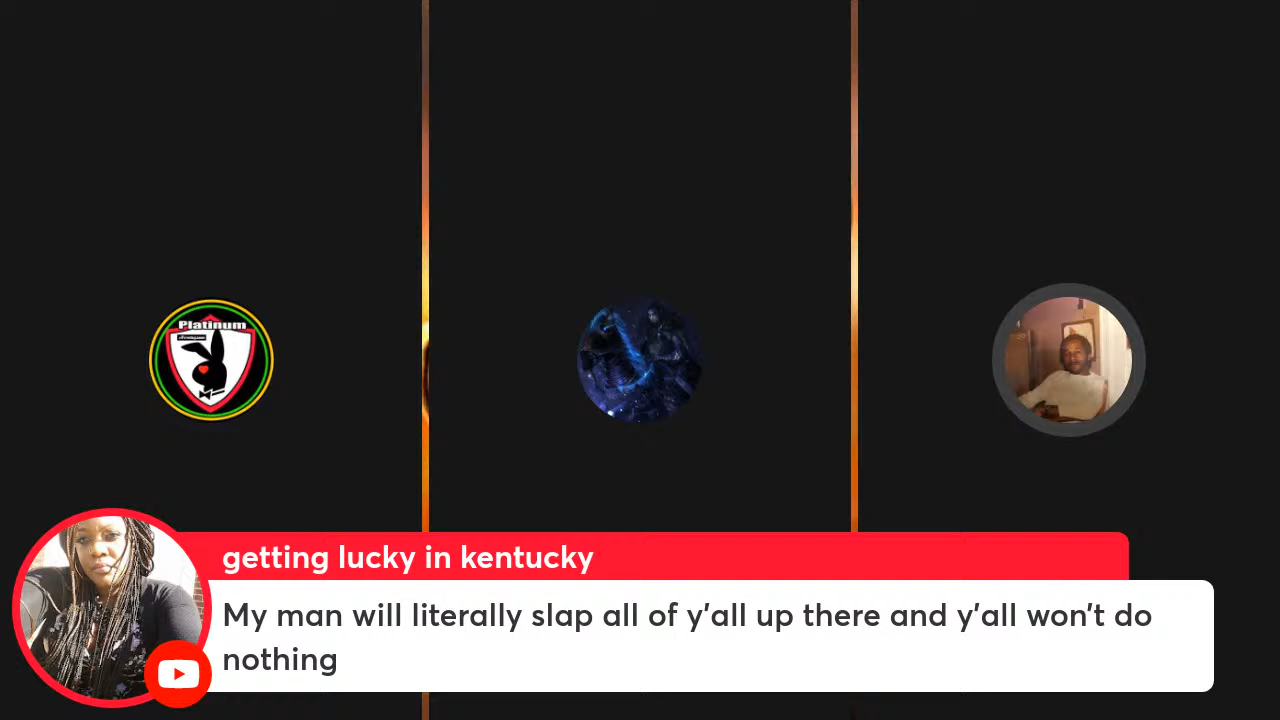 Platinum
getting lucky in kentucky
My man will literally slap all of y'all up there and y'all won't do
nothing